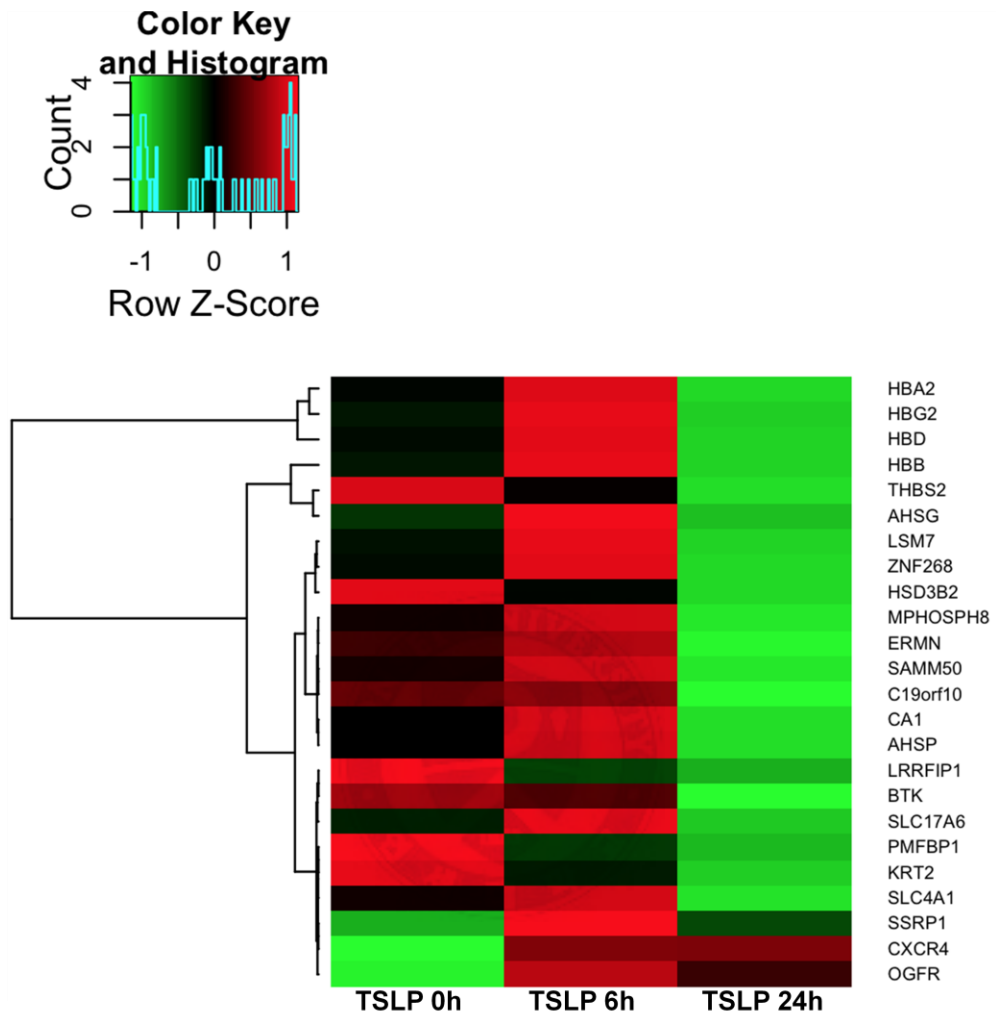 Color Key
and Histogram
Count
0 2 4
-1 0 1
Row Z-Score
HBA2
HBG2
HBD
HBB
THBS2
AHSG
LSM7
ZNF268
HSD3B2
MPHOSPH8
ERMN
SAMM50
C19orf10
CA1
AHSP
LRRFIP1
BTK
SLC17A6
PMFBP1
KRT2
SLC4A1
SSRP1
CXCR4
OGFR
TSLP 0h TSLP 6h TSLP 24h